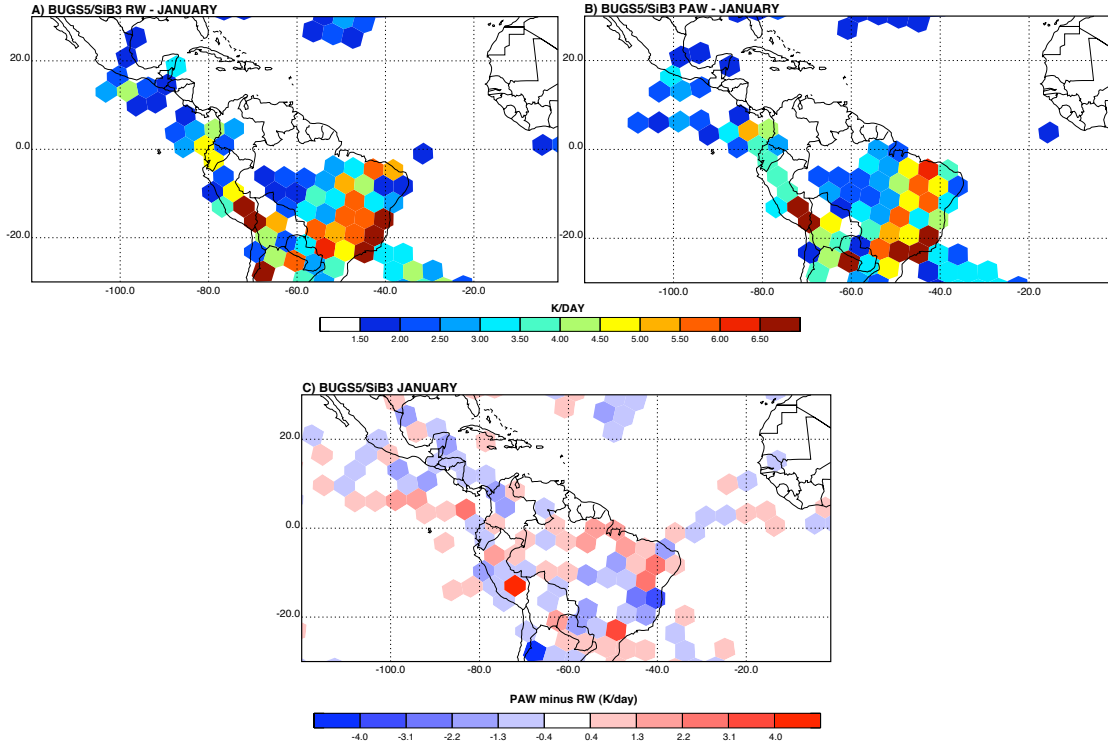 A) BUGS5/SiB3 RW - JANUARY
B) BUGS5/SiB3 PAW - JANUARY
20.0
0.0
-20.0
-100.0 -80.0 -60.0 -40.0 -20.0
20.0
0.0
-20.0
-100.0 -80.0 -60.0 -40.0 -20.0
K/DAY
1.50 2.00 2.50 3.00 3.50 4.00 4.50 5.50 5.50 6.00 6.50
C) BUGS5/SiB3 JANUARY
20.0
0.0
-20.0
-100.0 -80.0 -60.0 -40.0 -20.0
PAW minus RW (K/day)
-4.0 -3.1 -2.2 -1.3 -0.4 0.4 1.3 2.2 3.1 4.0